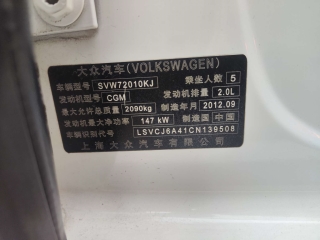 大众汽车(VOLKSWAGEN)
车辆型号 SVW72010KJ 乘坐人数 5
发动机型号 CGM 发动机排量 2.0L
最大允许总质量 2090kg 制造年月 2012.09
发动机最大净功率 147 kW 制造国 中国
车辆识别代号 LSVCJ6A41CN139508
上海大众汽车有限公司